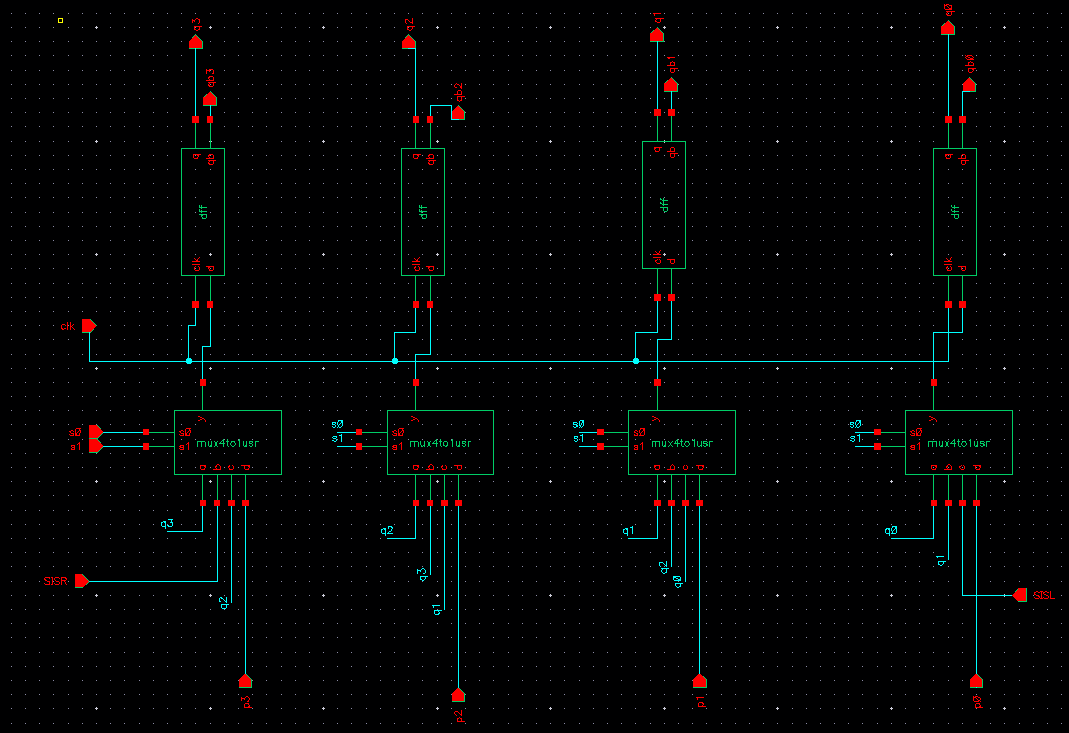 q3
q2
q1
q0
qb3
qb2
qb1
qb0
q qb
q qb
q qb
q qb
dff
dff
dff
dff
clk d
clk d
clk d
clk d
clk
y
y
y
y
s0 s0 mux4to1usr
s1 s1
s0 s0 mux4to1usr
s1 s1
s0 s0 mux4to1usr
s1 s1
s0 s0 mux4to1usr
s1 s1
a b c d
a b c d
a b c d
a b c d
q3
q2
q1
q0
SISR
q2
q3
q1
q2
q0
q1
SISL
p3
p2
p1
p0